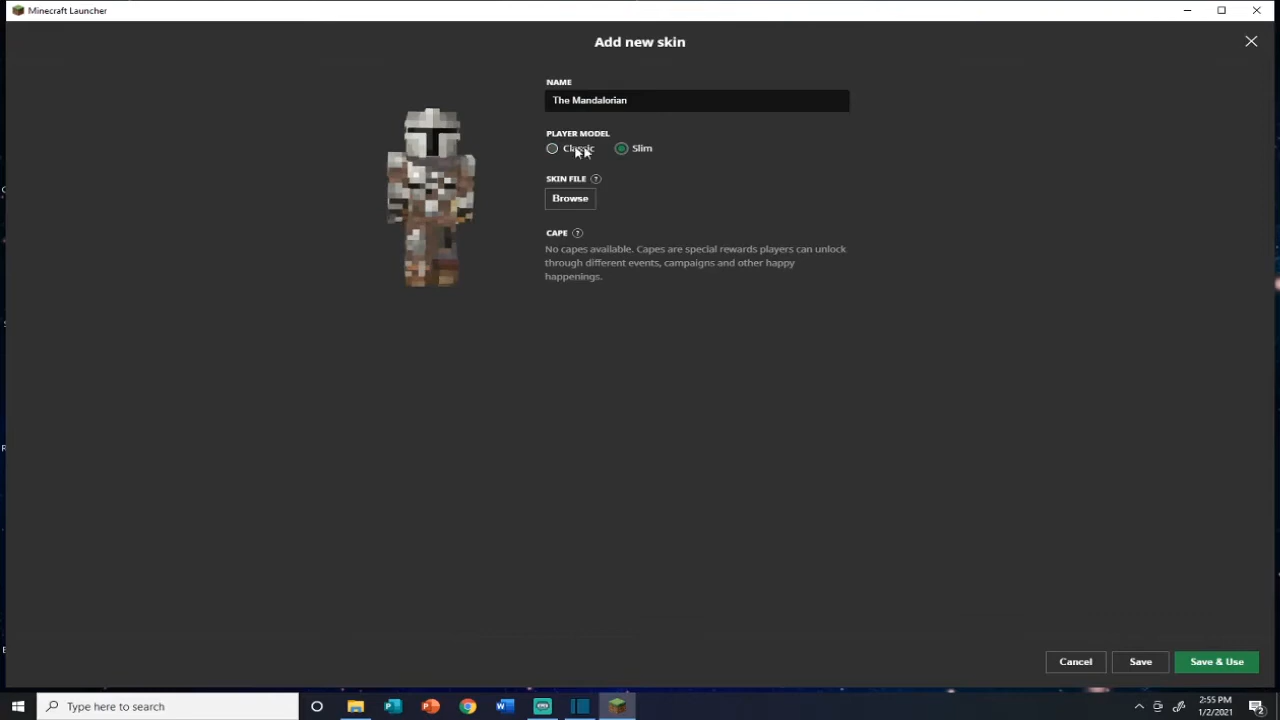 Minecraft Launcher
Add new skin
NAME
The Mandalorian
PLAYER MODEL
Classic
Slim
SKIN FILE ?
Browse
CAPE ?
No capes available. Capes are special rewards players can unlock
through different events, campaigns and other happy
happenings.
Cancel
Save
Save & Use
Type here to search
2:55 PM
1/2/2021
2